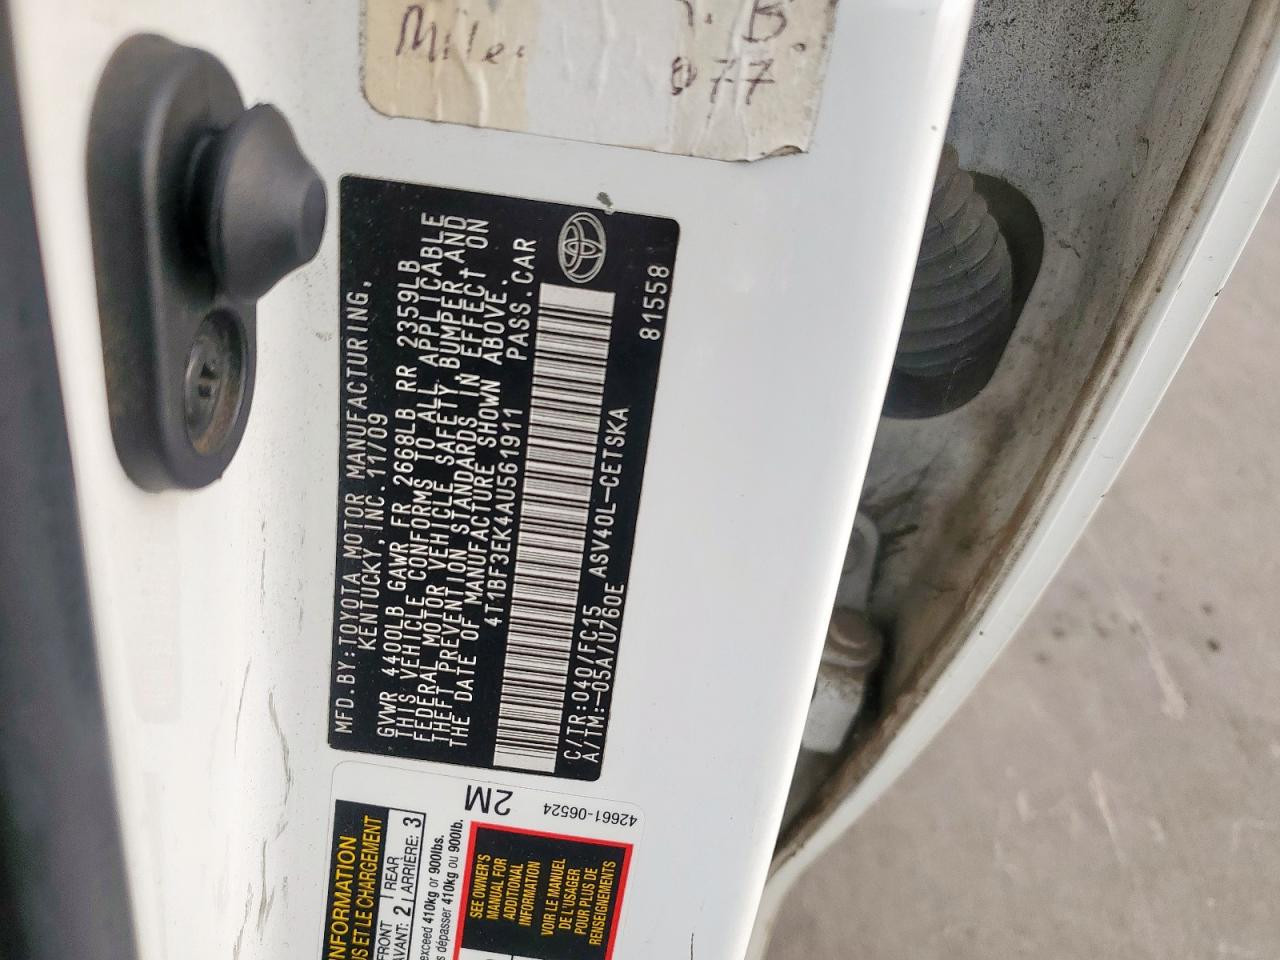 Miles
B.
077
MFD.BY:TOYOTA MOTOR MANUFACTURING,
KENTUCKY,INC. 11/09
GVWR 4400LB GAWR FR 2668LB RR 2359LB
THIS VEHICLE CONFORMS TO ALL APPLICABLE
FEDERAL MOTOR VEHICLE SAFETY, BUMPER,AND
THEFT PREVENTION STANDARDS IN EFFECT ON
THE DATE OF MANUFACTURE SHOWN ABOVE.
4T1BF3EK4AU561911 PASS.CAR
C/TR:040/FC15 ASV40L-CETSKA
A/TM:-05A/U760E
81558
2M
42661-06524
INFORMATION
ET LE CHARGEMENT
FRONT
AVANT: 2
REAR
ARRIÈRE: 3
exceed 410kg or 900lbs.
dépasser 410kg ou 900lb.
SEE OWNER'S
MANUAL FOR
ADDITIONAL
INFORMATION
VOIR LE MANUEL
DE L'USAGER
POUR PLUS DE
RENSEIGNEMENTS